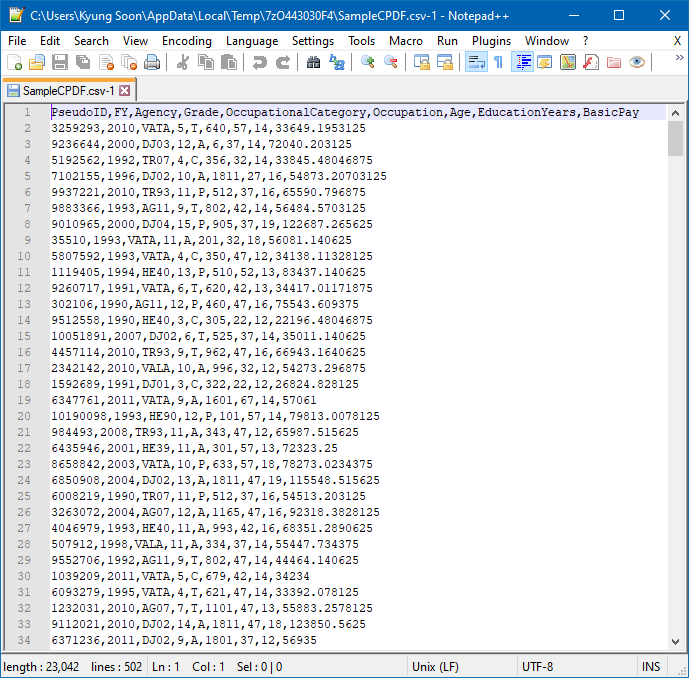 C:\Users\Kyung Soon\AppData\Local\Temp\7zO443030F4\SampleCPDF.csv-1 - Notepad++
File Edit Search View Encoding Language Settings Tools Macro Run Plugins Window ? X
SampleCPDF.csv-1
1 PseudoID,FY,Agency,Grade,OccupationalCategory,Occupation,Age,EducationYears,BasicPay
2 3259293,2010,VATA,5,T,640,57,14,33649.1953125
3 9236644,2000,DJ03,12,A,6,37,14,72040.203125
4 5192562,1992,TR07,4,C,356,32,14,33845.48046875
5 7102155,1996,DJ02,10,A,1811,27,16,54873.20703125
6 9937221,2010,TR93,11,P,512,37,16,65590.796875
7 9883366,1993,AG11,9,T,802,42,14,56484.5703125
8 9010965,2000,DJ04,15,P,905,37,19,122687.265625
9 35510,1993,VATA,11,A,201,32,18,56081.140625
10 5807592,1993,VATA,4,C,350,47,12,34138.11328125
11 1119405,1994,HE40,13,P,510,52,13,83437.140625
12 9260717,1991,VATA,6,T,620,42,13,34417.01171875
13 302106,1990,AG11,12,P,460,47,16,75543.609375
14 9512558,1990,HE40,3,C,305,22,12,22196.48046875
15 10051891,2007,DJ02,6,T,525,37,14,35011.140625
16 4457114,2010,TR93,9,T,962,47,16,66943.1640625
17 2342142,2010,VALA,10,A,996,32,12,54273.296875
18 1592689,1991,DJ01,3,C,322,22,12,26824.828125
19 6347761,2011,VATA,9,A,1601,67,14,57061
20 10190098,1993,HE90,12,P,101,57,14,79813.0078125
21 984493,2008,TR93,11,A,343,47,12,65987.515625
22 6435946,2001,HE39,11,A,301,57,13,72323.25
23 8658842,2003,VATA,10,P,633,57,18,78273.0234375
24 6850908,2004,DJ02,13,A,1811,47,19,115548.515625
25 6008219,1990,TR07,11,P,512,37,16,54513.203125
26 3263072,2004,AG07,12,A,1165,47,16,92318.3828125
27 4046979,1993,HE40,11,A,993,42,16,68351.2890625
28 507912,1998,VALA,11,A,334,37,14,55447.734375
29 9552706,1992,AG11,9,T,802,47,14,44464.140625
30 1039209,2011,VATA,5,C,679,42,14,34234
31 6093279,1995,VATA,4,T,621,47,14,33392.078125
32 1232031,2010,AG07,7,T,1101,47,13,55883.2578125
33 9112021,2010,DJ02,14,A,1811,47,18,123850.5625
34 6371236,2011,DJ02,9,A,1801,37,12,56935
length : 23,042 lines : 502 Ln : 1 Col : 1 Sel : 0 | 0 Unix (LF) UTF-8 INS